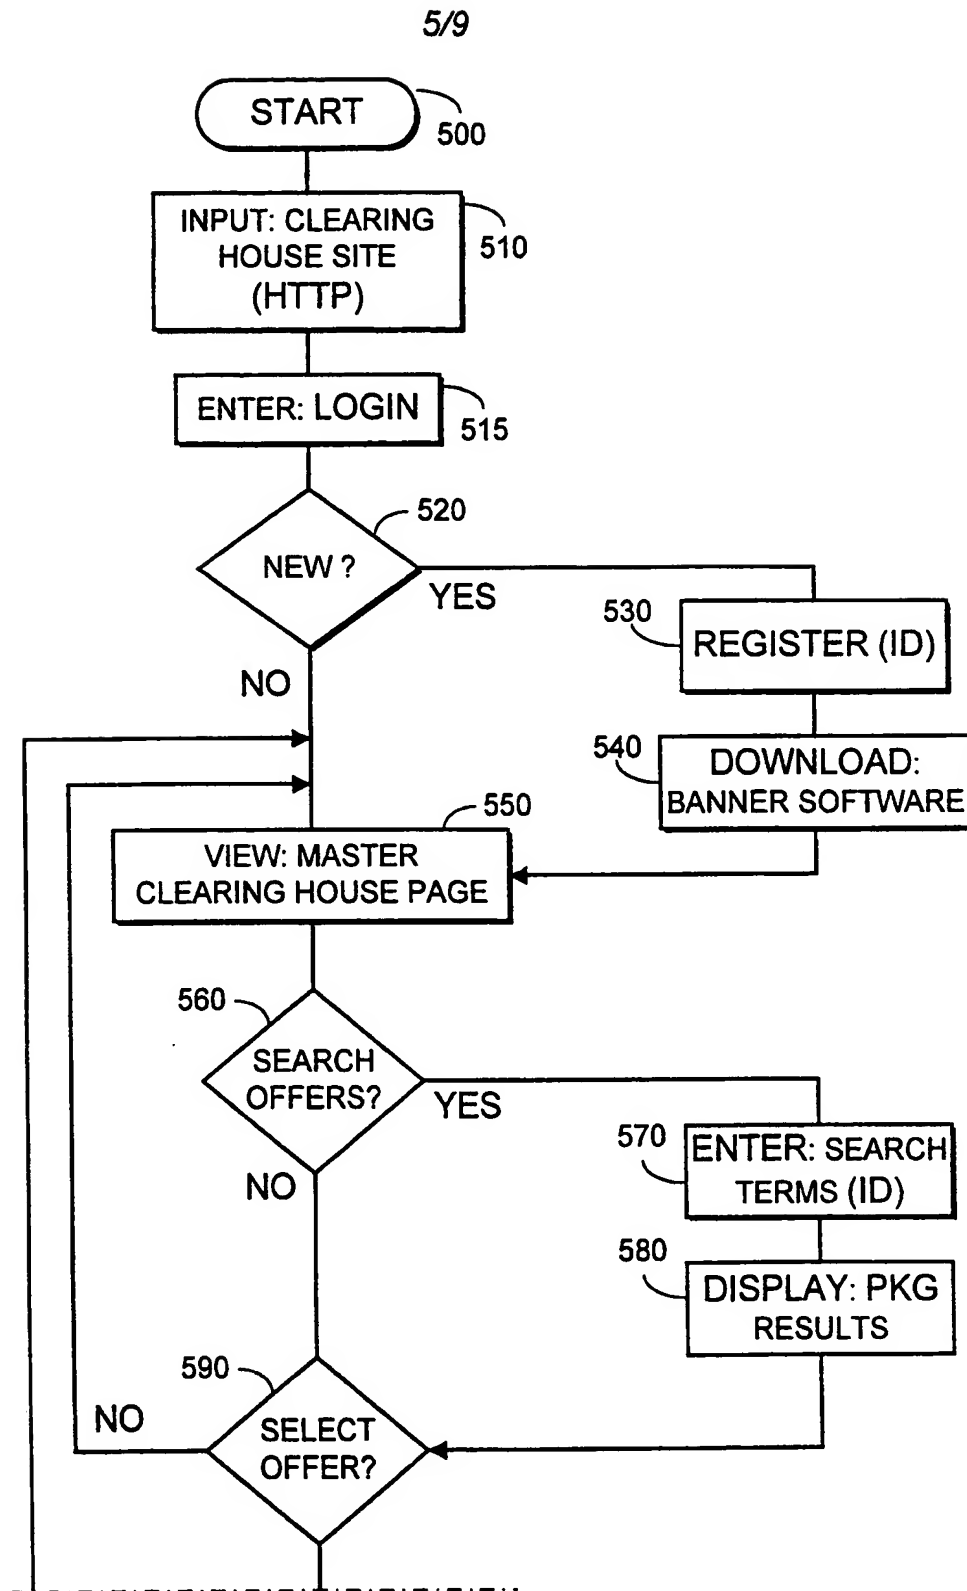 5/9
START
500
INPUT: CLEARING
HOUSE SITE
(HTTP)
510
ENTER: LOGIN
515
520
NEW ?
YES
530
REGISTER (ID)
NO
540
DOWNLOAD:
BANNER SOFTWARE
550
VIEW: MASTER
CLEARING HOUSE PAGE
560
SEARCH
OFFERS?
YES
570
ENTER: SEARCH
TERMS (ID)
NO
580
DISPLAY: PKG
RESULTS
590
NO
SELECT
OFFER?